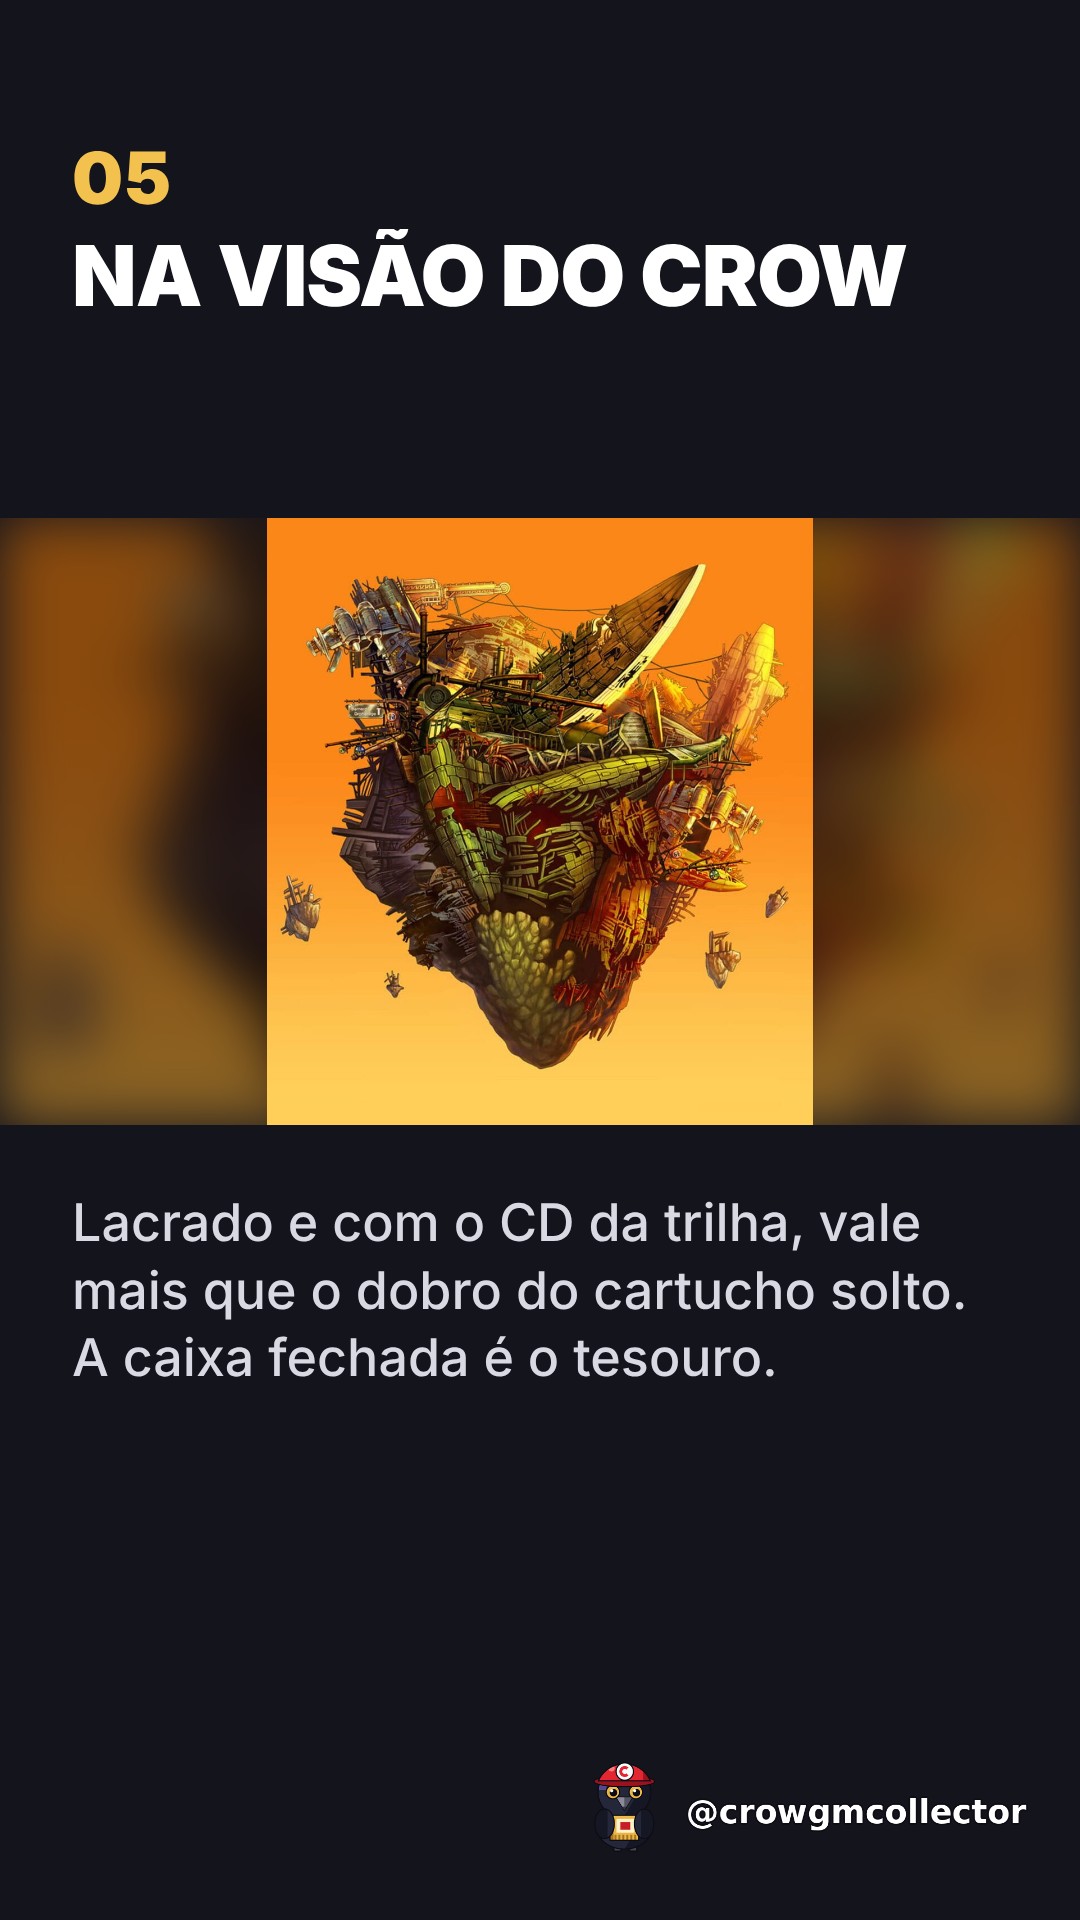 05
NA VISÃO DO CROW
Lacrado e com o CD da trilha, vale
mais que o dobro do cartucho solto.
A caixa fechada é o tesouro.
C
@crowgmcollector